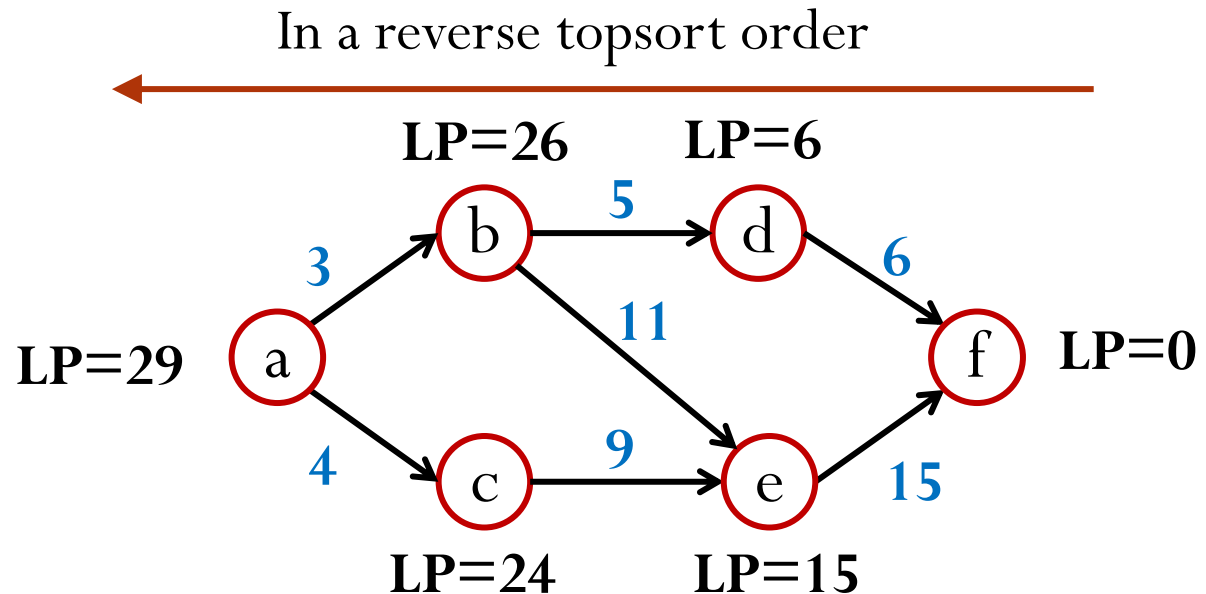 In a reverse topsort order
LP=26
LP=6
5
b
d
3
6
11
a
f
LP=29
LP=0
4
9
15
c
e
LP=24
LP=15